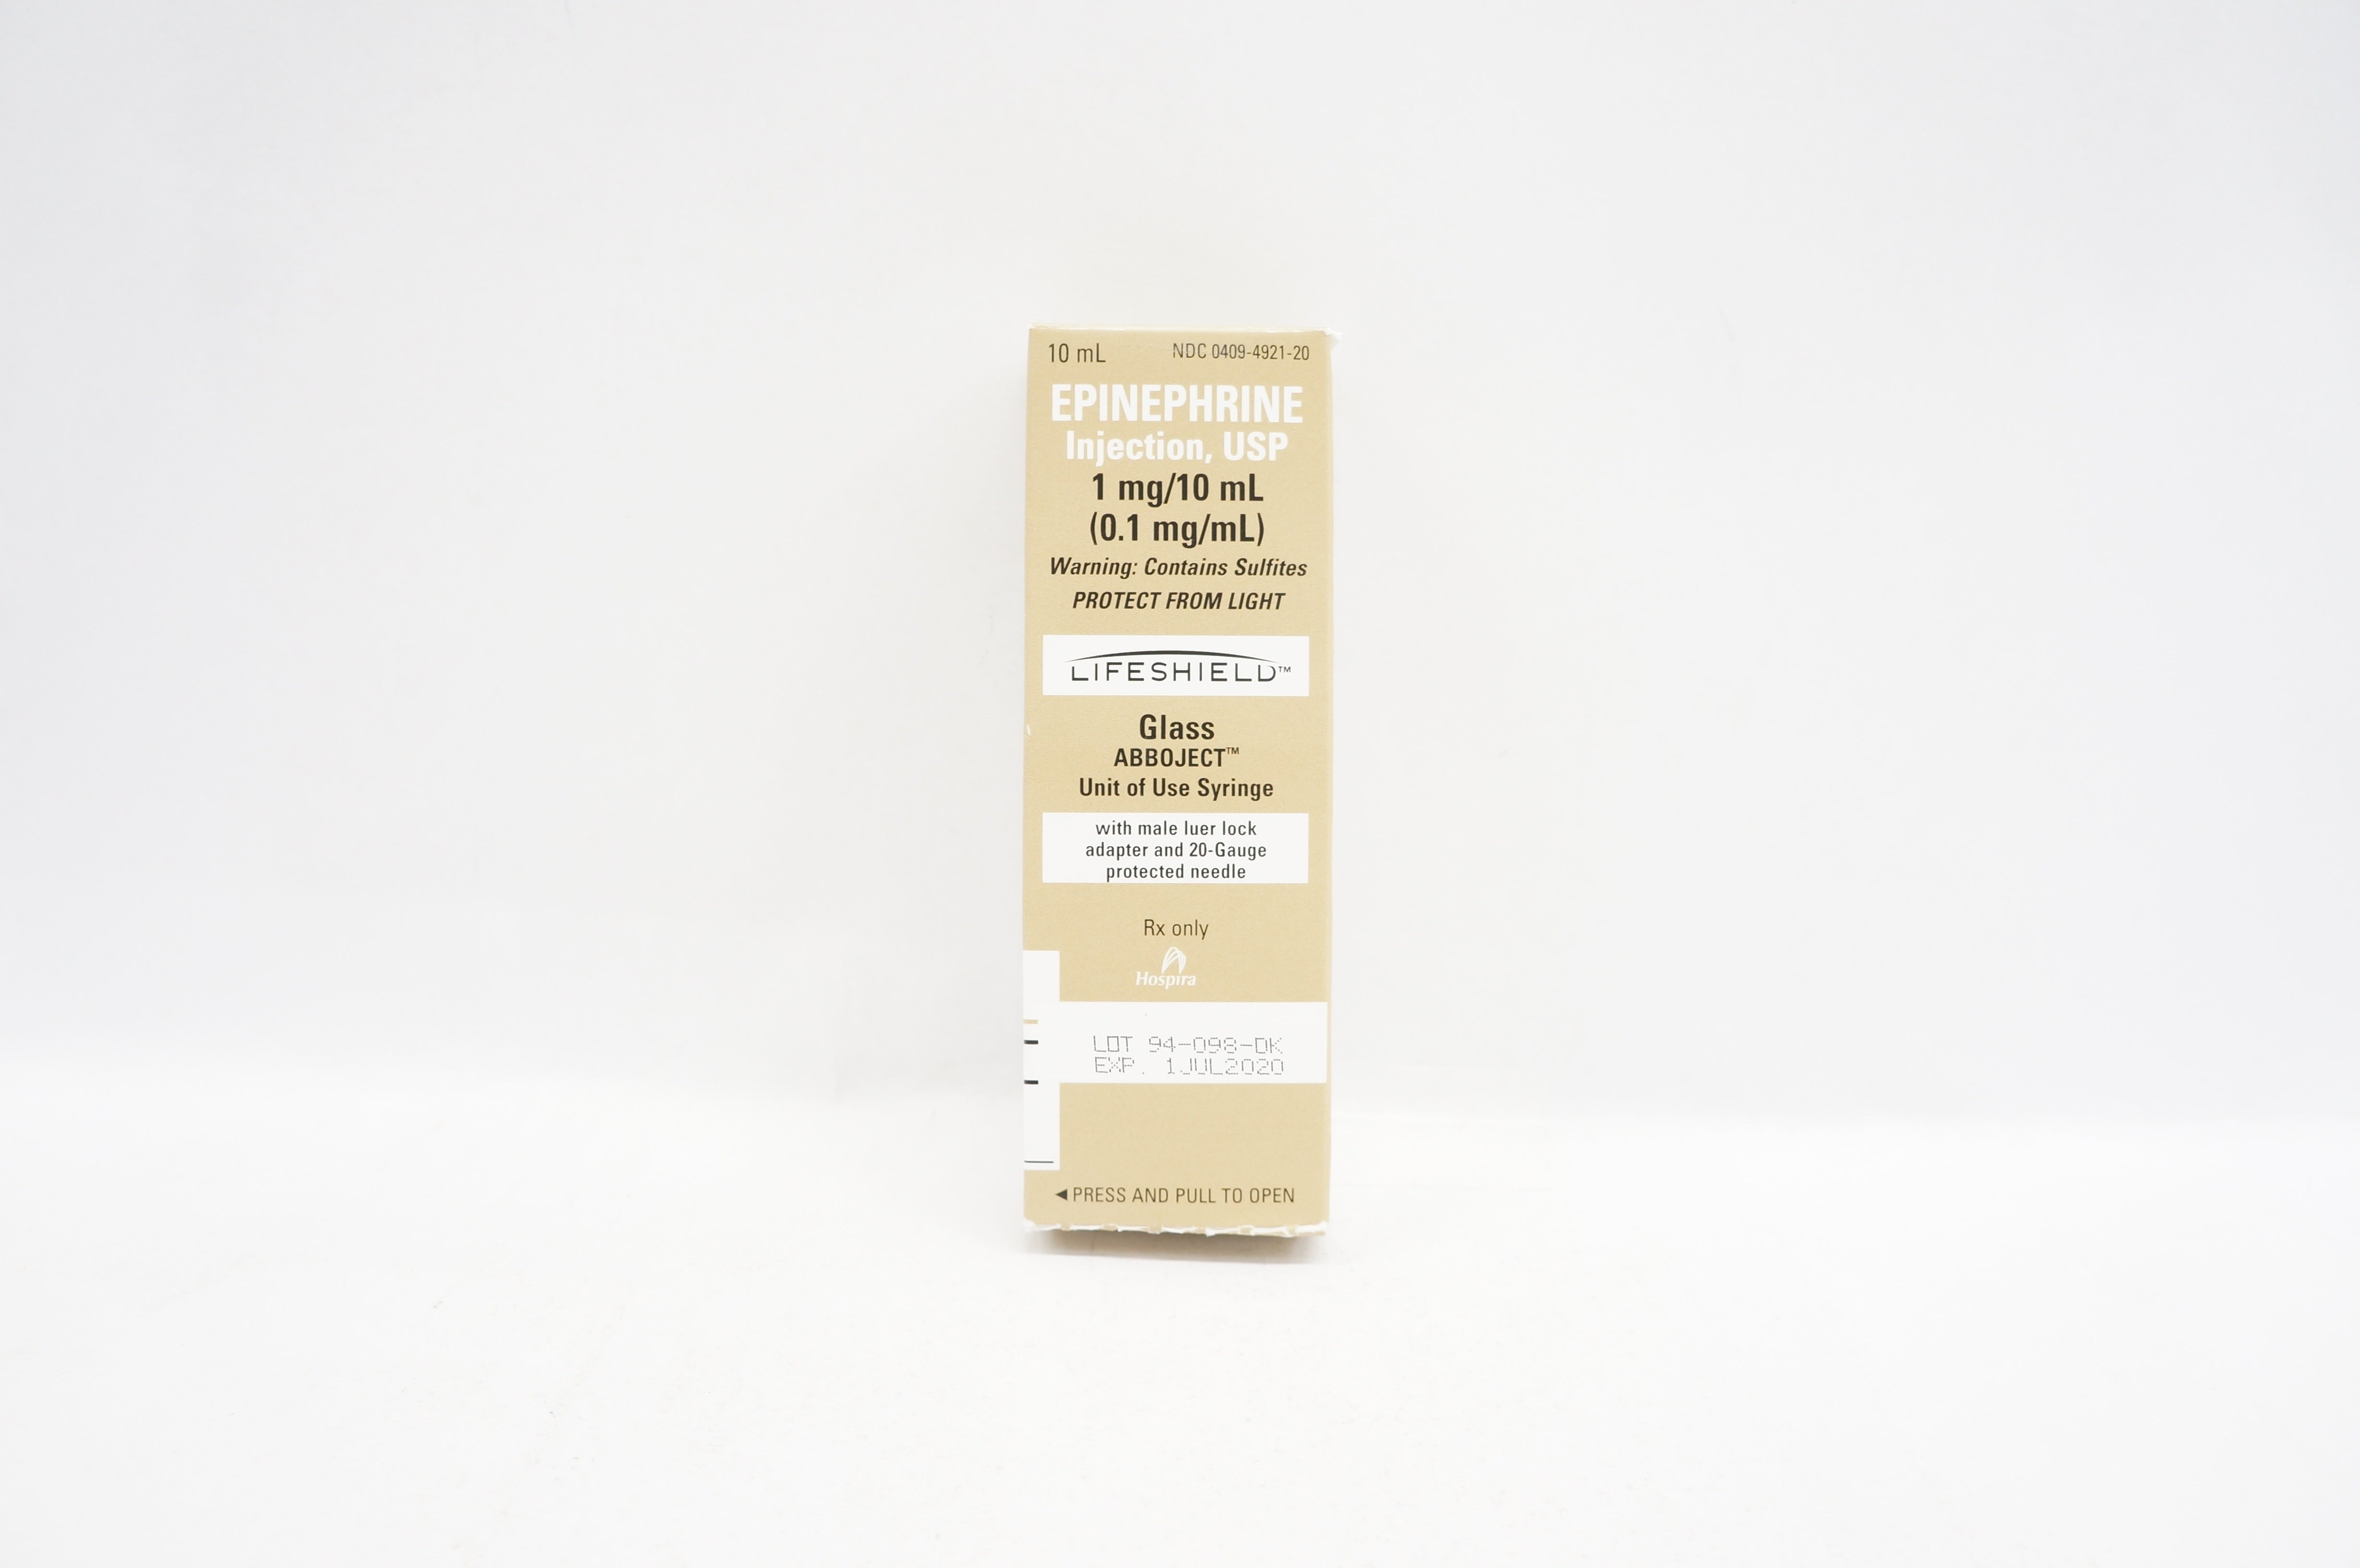 10 mL NDC 0409-4921-20
EPINEPHRINE
Injection, USP
1 mg/10 mL
(0.1 mg/mL)
Warning: Contains Sulfites
PROTECT FROM LIGHT
LIFESHIELD™
Glass
ABBOJECT™
Unit of Use Syringe
with male luer lock
adapter and 20-Gauge
protected needle
Rx only
Hospira
LOT 94-098-DK
EXP. 1JUL2020
◀ PRESS AND PULL TO OPEN